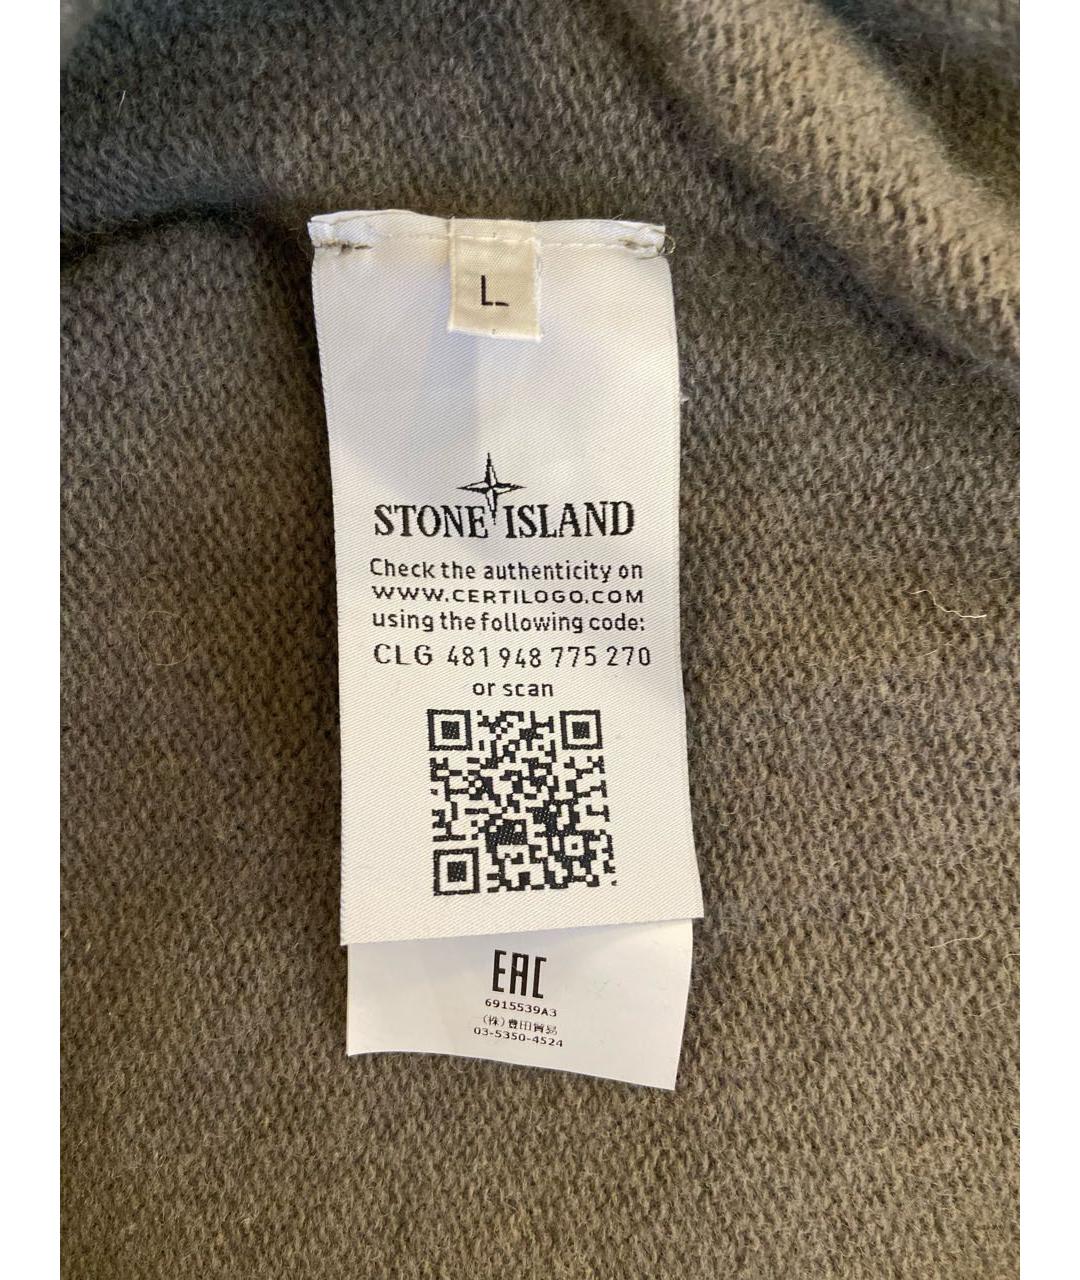 L
STONE ISLAND
Check the authenticity on
WWW.CERTILOGO.COM
using the following code:
CLG 481 948 775 270
or scan
EAC
6915539A3
(株)豊田貿易
03-5350-4524